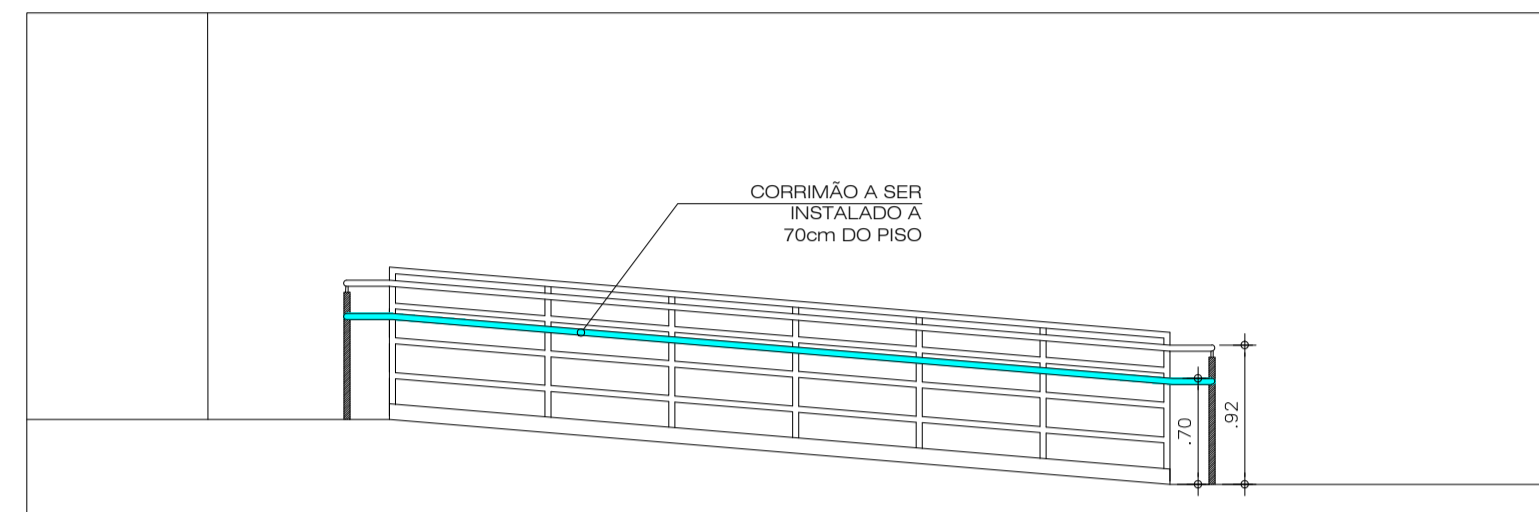 CORRIMÃO A SER
INSTALADO A
70cm DO PISO
.70
.92